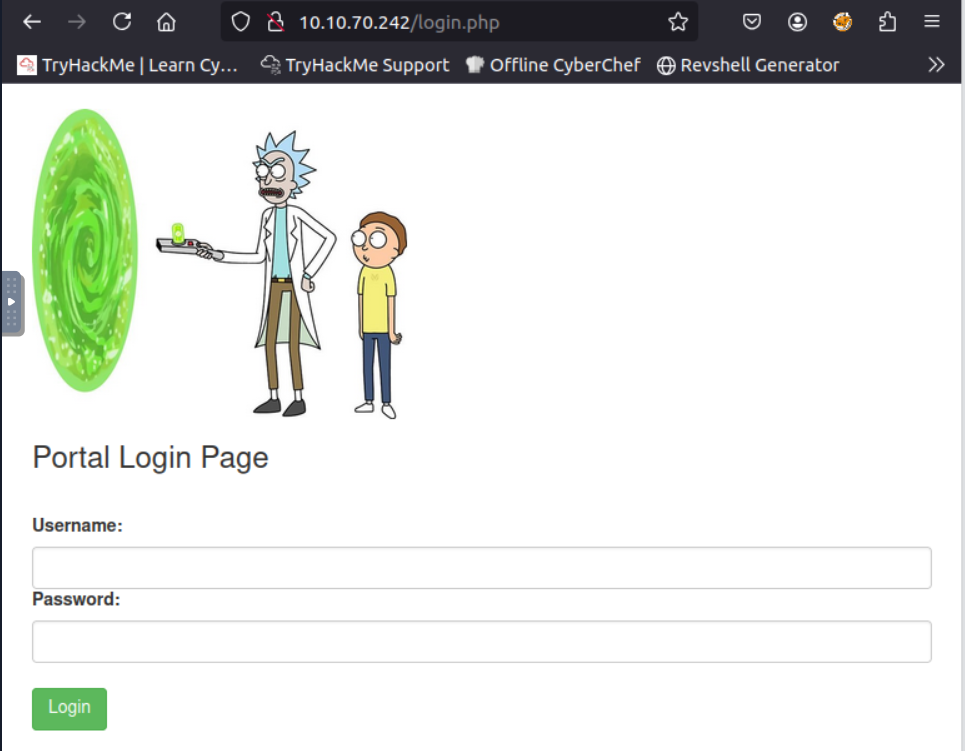 10.10.70.242/login.php
TryHackMe | Learn Cy... TryHackMe Support Offline CyberChef Revshell Generator
Portal Login Page
Username:
Password:
Login